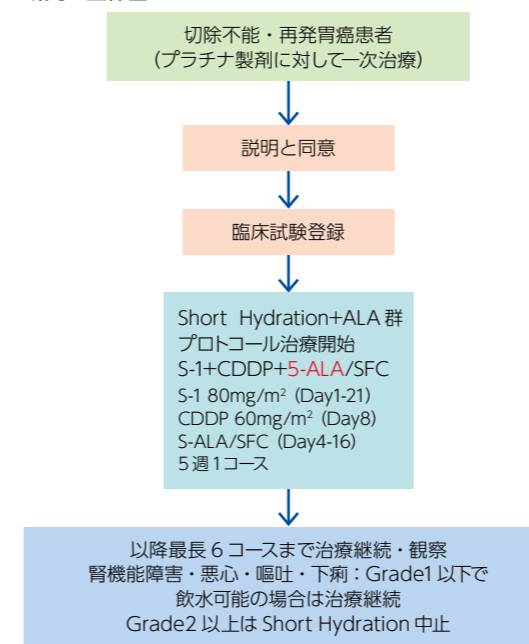 切除不能・再発胃癌患者
(プラチナ製剤に対して一次治療)
説明と同意
臨床試験登録
Short Hydration+ALA 群
プロトコール治療開始
S-1+CDDP+5-ALA/SFC
S-1 80mg/m² (Day1-21)
CDDP 60mg/m² (Day8)
S-ALA/SFC (Day4-16)
5週1コース
以降最長6コースまで治療継続・観察
腎機能障害・悪心・嘔吐・下痢：Grade1以下で
飲水可能の場合は治療継続
Grade2 以上は Short Hydration 中止